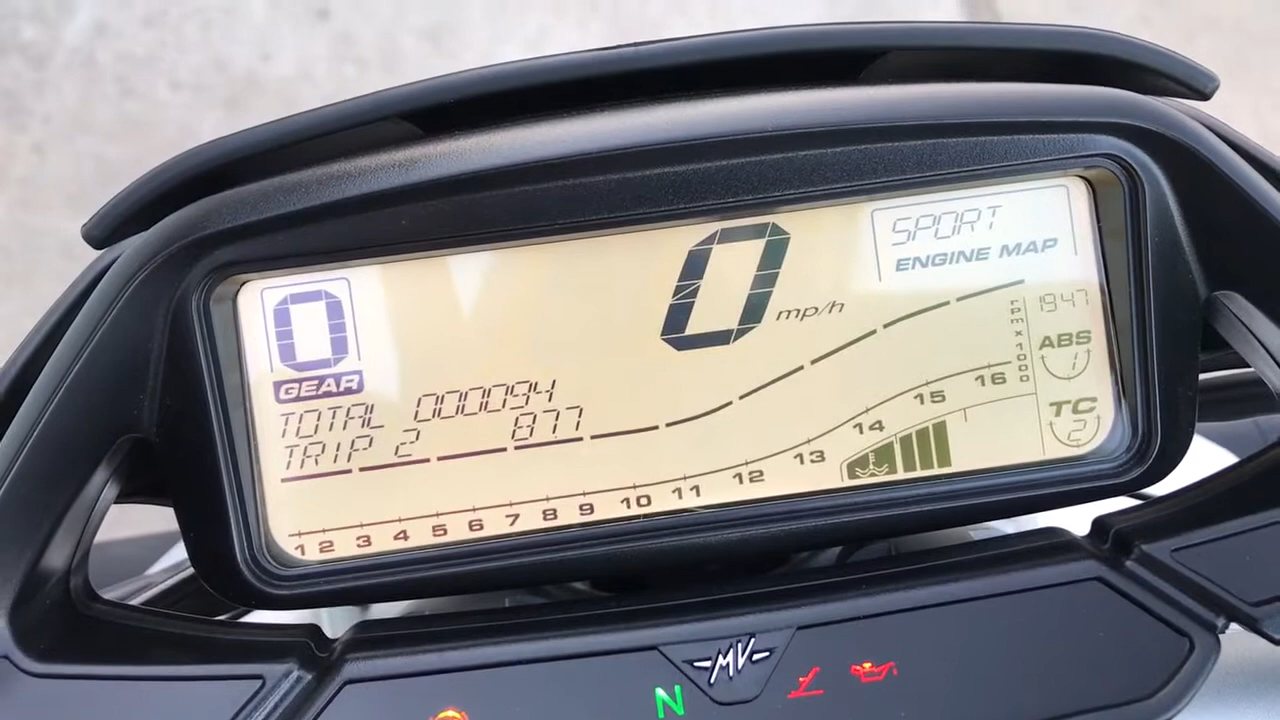 SPORT
ENGINE MAP
0 mp/h
0
GEAR
TOTAL 000094
TRIP 2 87.7
1947
rpm x 1000
ABS
1
TC
2
1 2 3 4 5 6 7 8 9 10 11 12 13 14 15 16
MV
N